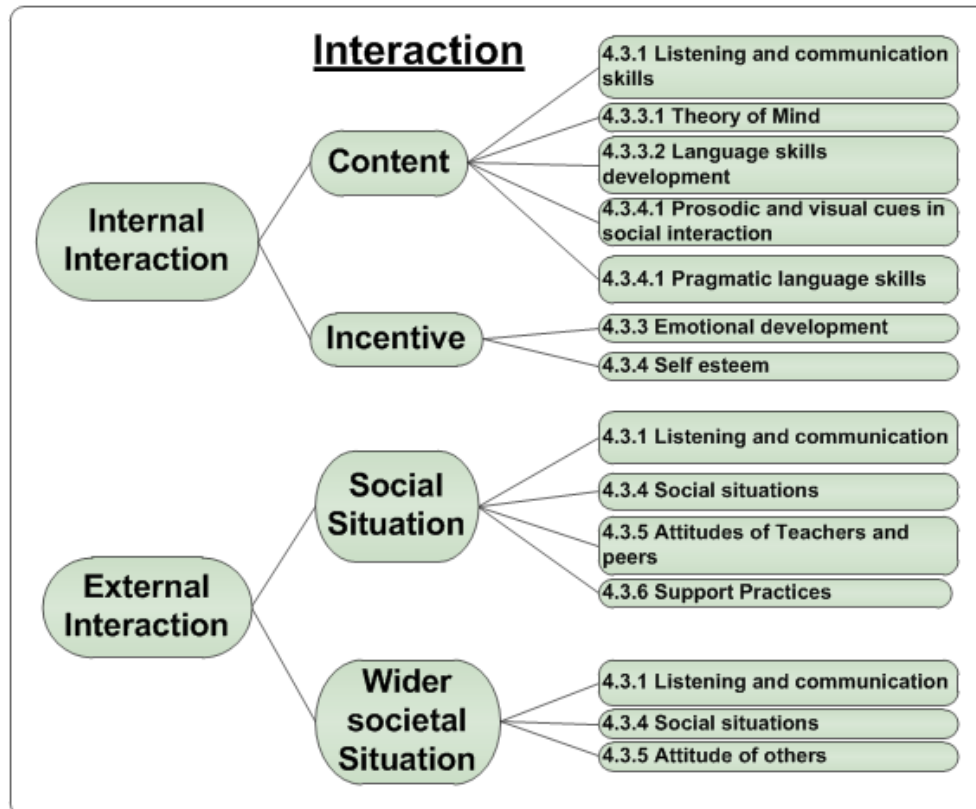 Interaction
Internal
Interaction
Content
4.3.1 Listening and communication
skills
4.3.3.1 Theory of Mind
4.3.3.2 Language skills
development
4.3.4.1 Prosodic and visual cues in
social interaction
4.3.4.1 Pragmatic language skills
Incentive
4.3.3 Emotional development
4.3.4 Self esteem
External
Interaction
Social
Situation
4.3.1 Listening and communication
4.3.4 Social situations
4.3.5 Attitudes of Teachers and
peers
4.3.6 Support Practices
Wider
societal
Situation
4.3.1 Listening and communication
4.3.4 Social situations
4.3.5 Attitude of others